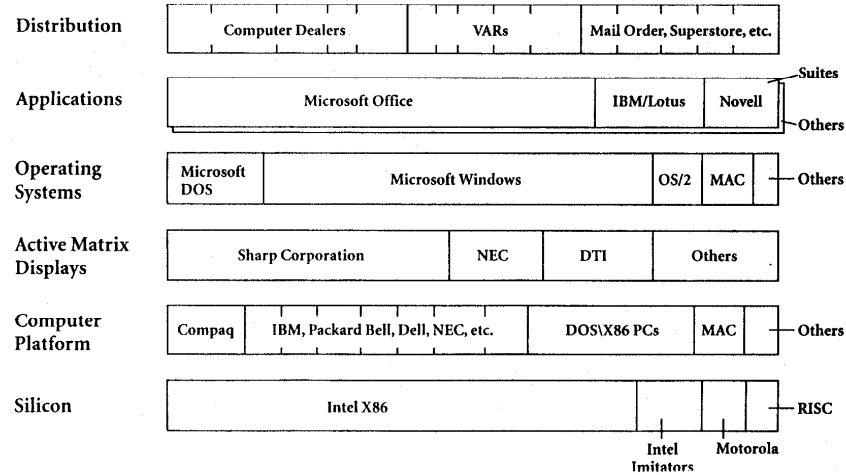 Distribution
Computer Dealers
VARs
Mail Order, Superstore, etc.
Suites
Applications
Microsoft Office
IBM/Lotus
Novell
Others
Operating
Systems
Microsoft
DOS
Microsoft Windows
OS/2
MAC
Others
Active Matrix
Displays
Sharp Corporation
NEC
DTI
Others
Computer
Platform
Compaq
IBM, Packard Bell, Dell, NEC, etc.
DOS\X86 PCs
MAC
Others
Silicon
Intel X86
RISC
Intel
Imitators
Motorola